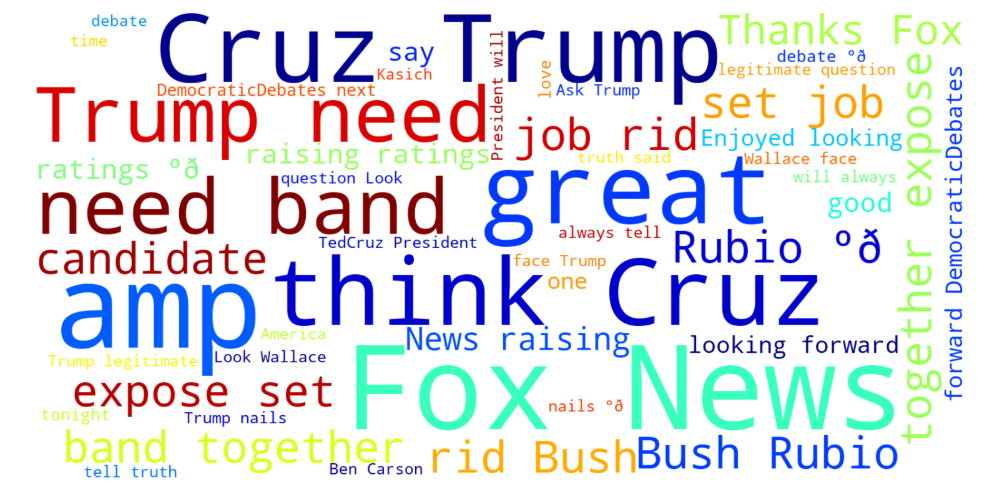 debate
Cruz Trump
Thanks Fox
time
say
debate ºð
Kasich
legitimate question
DemocraticDebates next
love
Ask Trump
President will
Trump need
set job
job rid
Enjoyed looking
raising ratings
ratings ºð
truth said
Wallace face
question Look
great
will always
need band
good
together expose
forward DemocraticDebates
TedCruz President
always tell
Rubio ºð
candidate
think Cruz
face Trump
one
amp
America
News raising
looking forward
Trump legitimate
Look Wallace
Fox News
expose set
nails ºð
tonight
Trump nails
band together
rid Bush
Bush Rubio
tell truth
Ben Carson